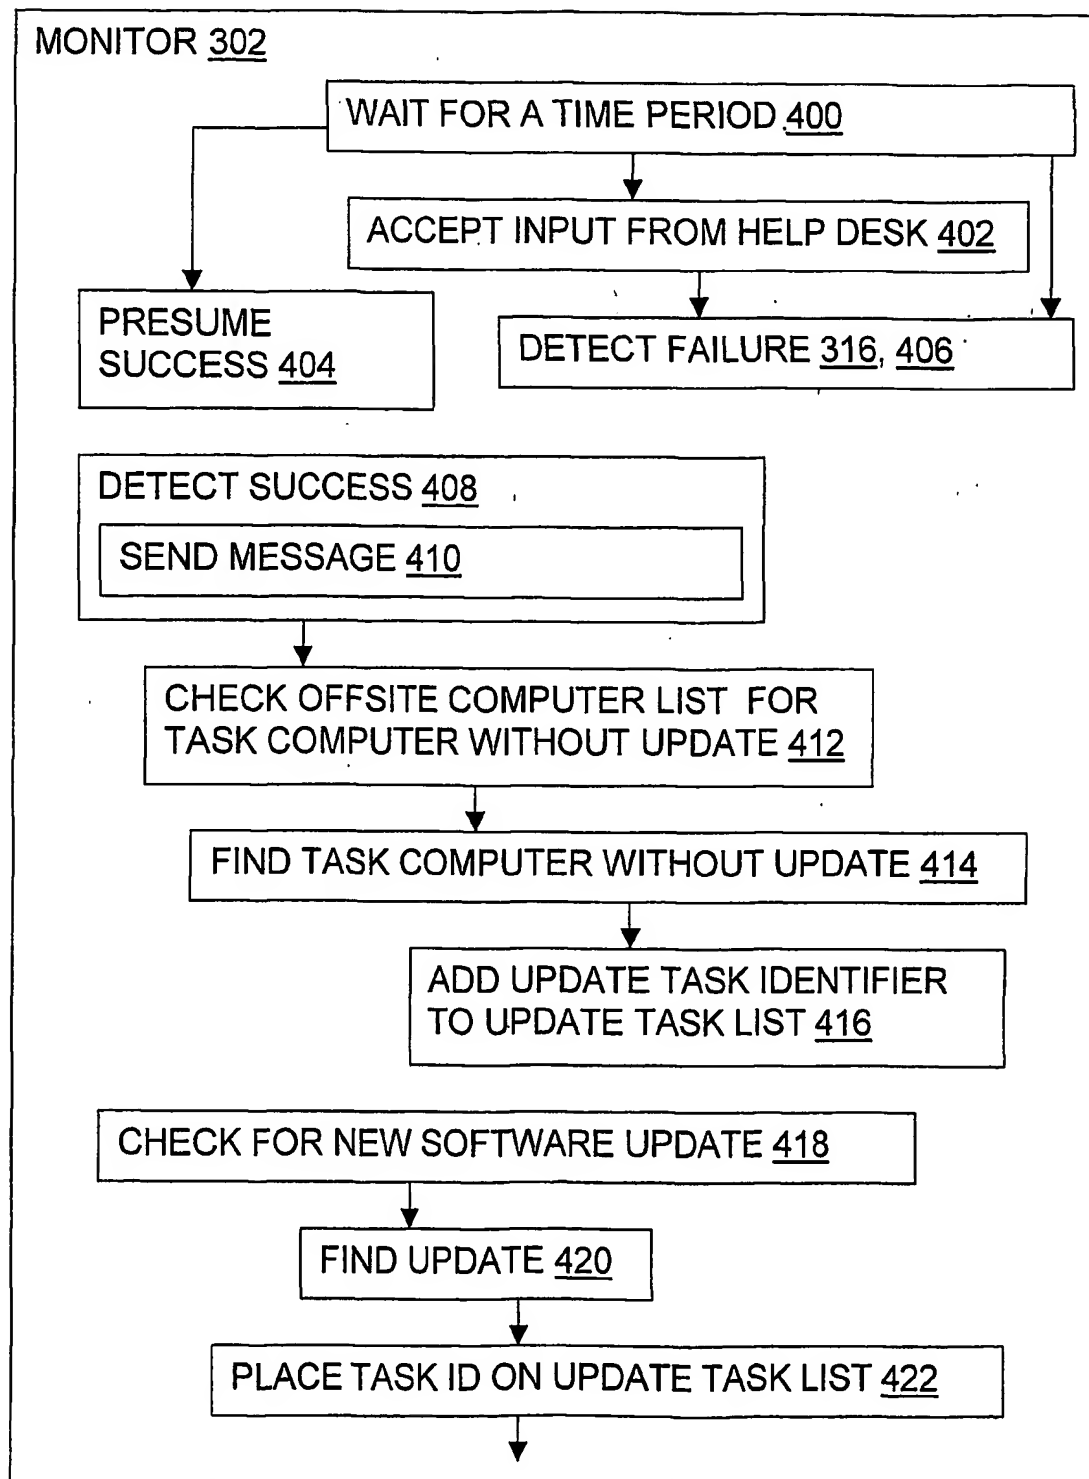 MONITOR 302
WAIT FOR A TIME PERIOD 400
ACCEPT INPUT FROM HELP DESK 402
PRESUME
SUCCESS 404
DETECT FAILURE 316, 406
DETECT SUCCESS 408
SEND MESSAGE 410
CHECK OFFSITE COMPUTER LIST FOR
TASK COMPUTER WITHOUT UPDATE 412
FIND TASK COMPUTER WITHOUT UPDATE 414
ADD UPDATE TASK IDENTIFIER
TO UPDATE TASK LIST 416
CHECK FOR NEW SOFTWARE UPDATE 418
FIND UPDATE 420
PLACE TASK ID ON UPDATE TASK LIST 422